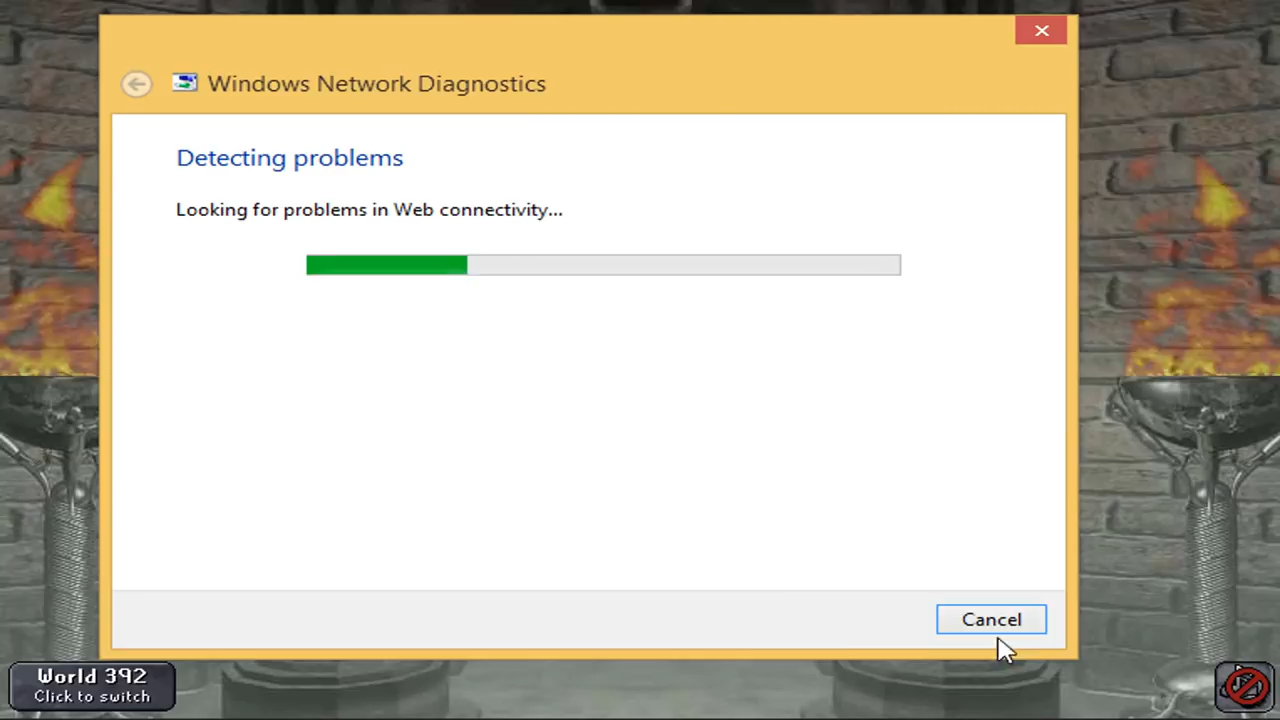 Windows Network Diagnostics
Detecting problems
Looking for problems in Web connectivity...
Cancel
World 392
Click to switch